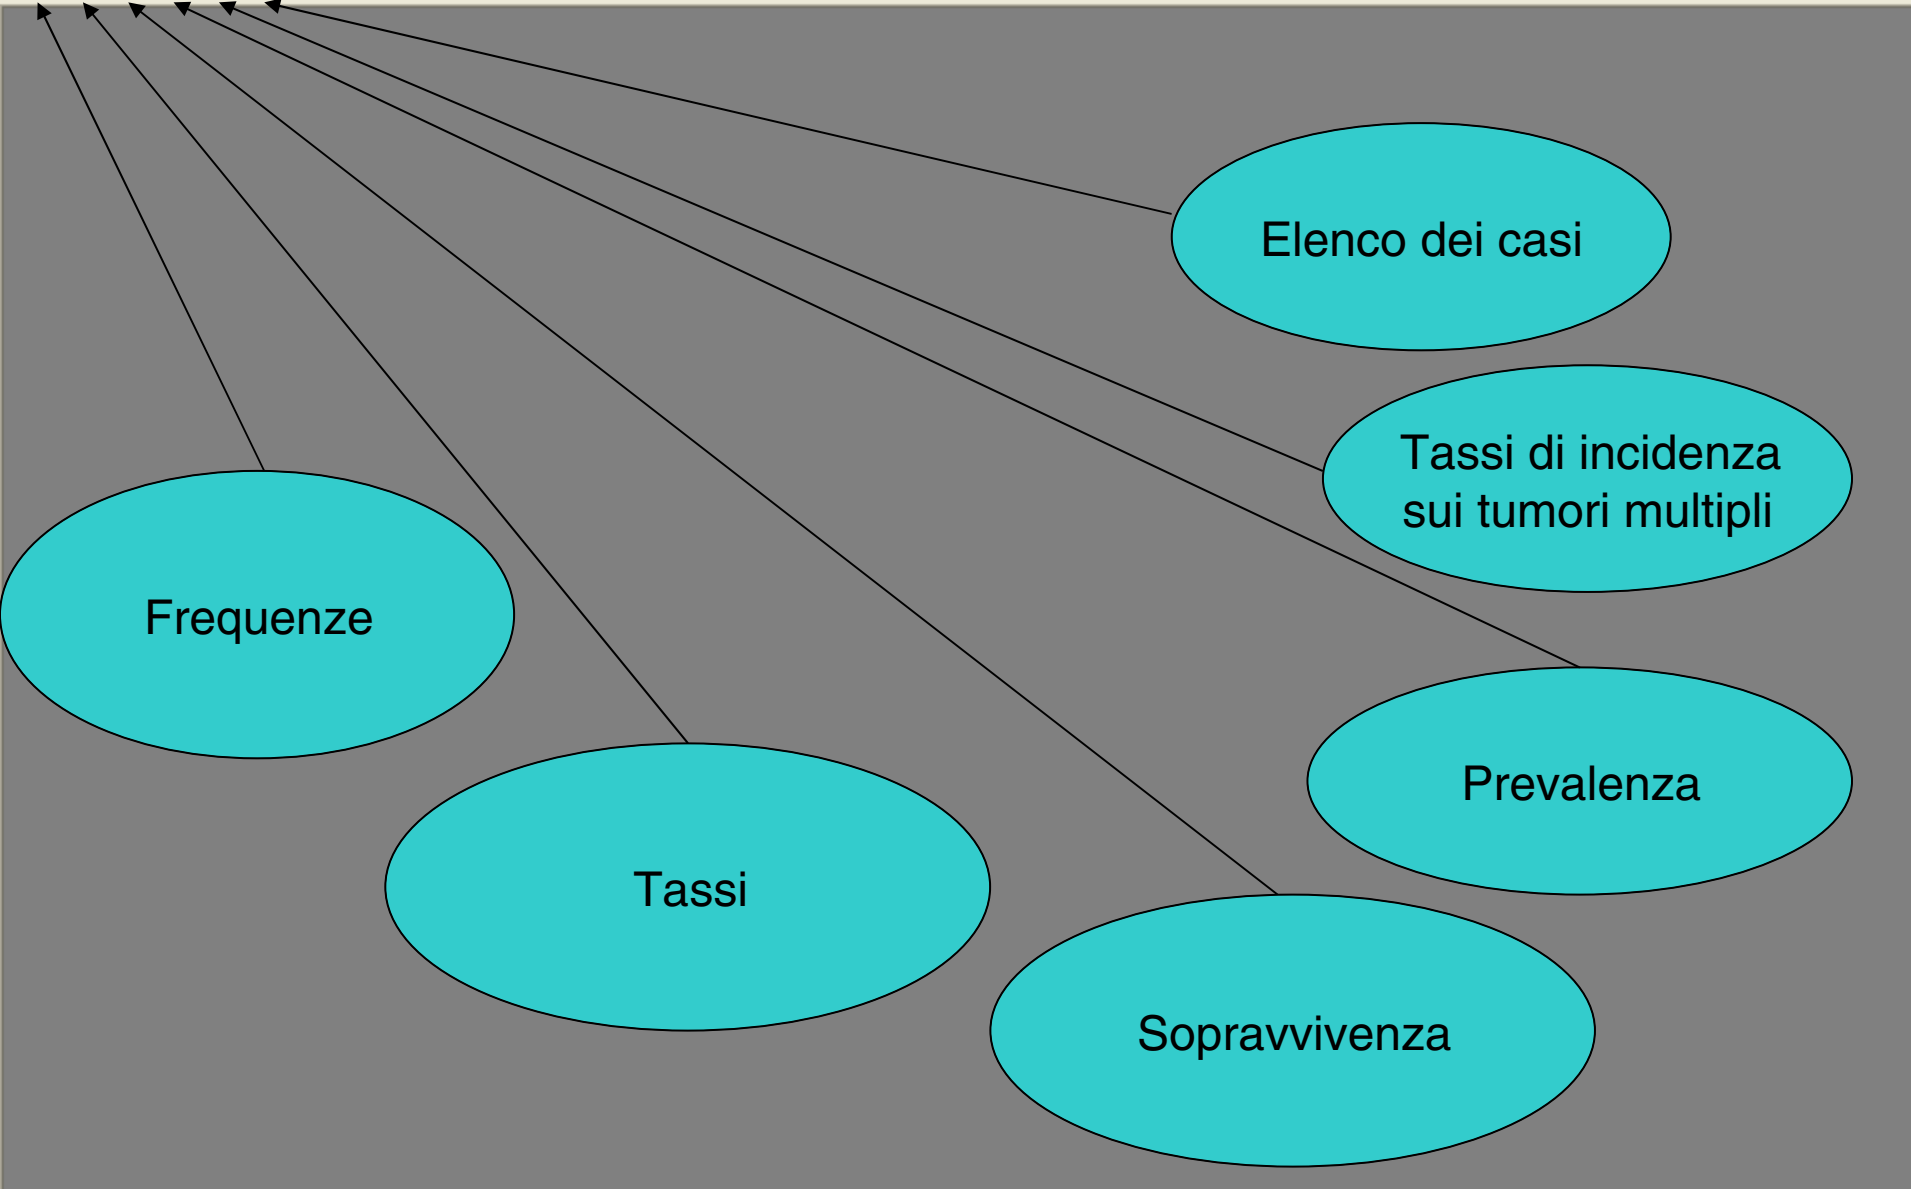 Elenco dei casi
Tassi di incidenza
sui tumori multipli
Frequenze
Prevalenza
Tassi
Sopravvivenza